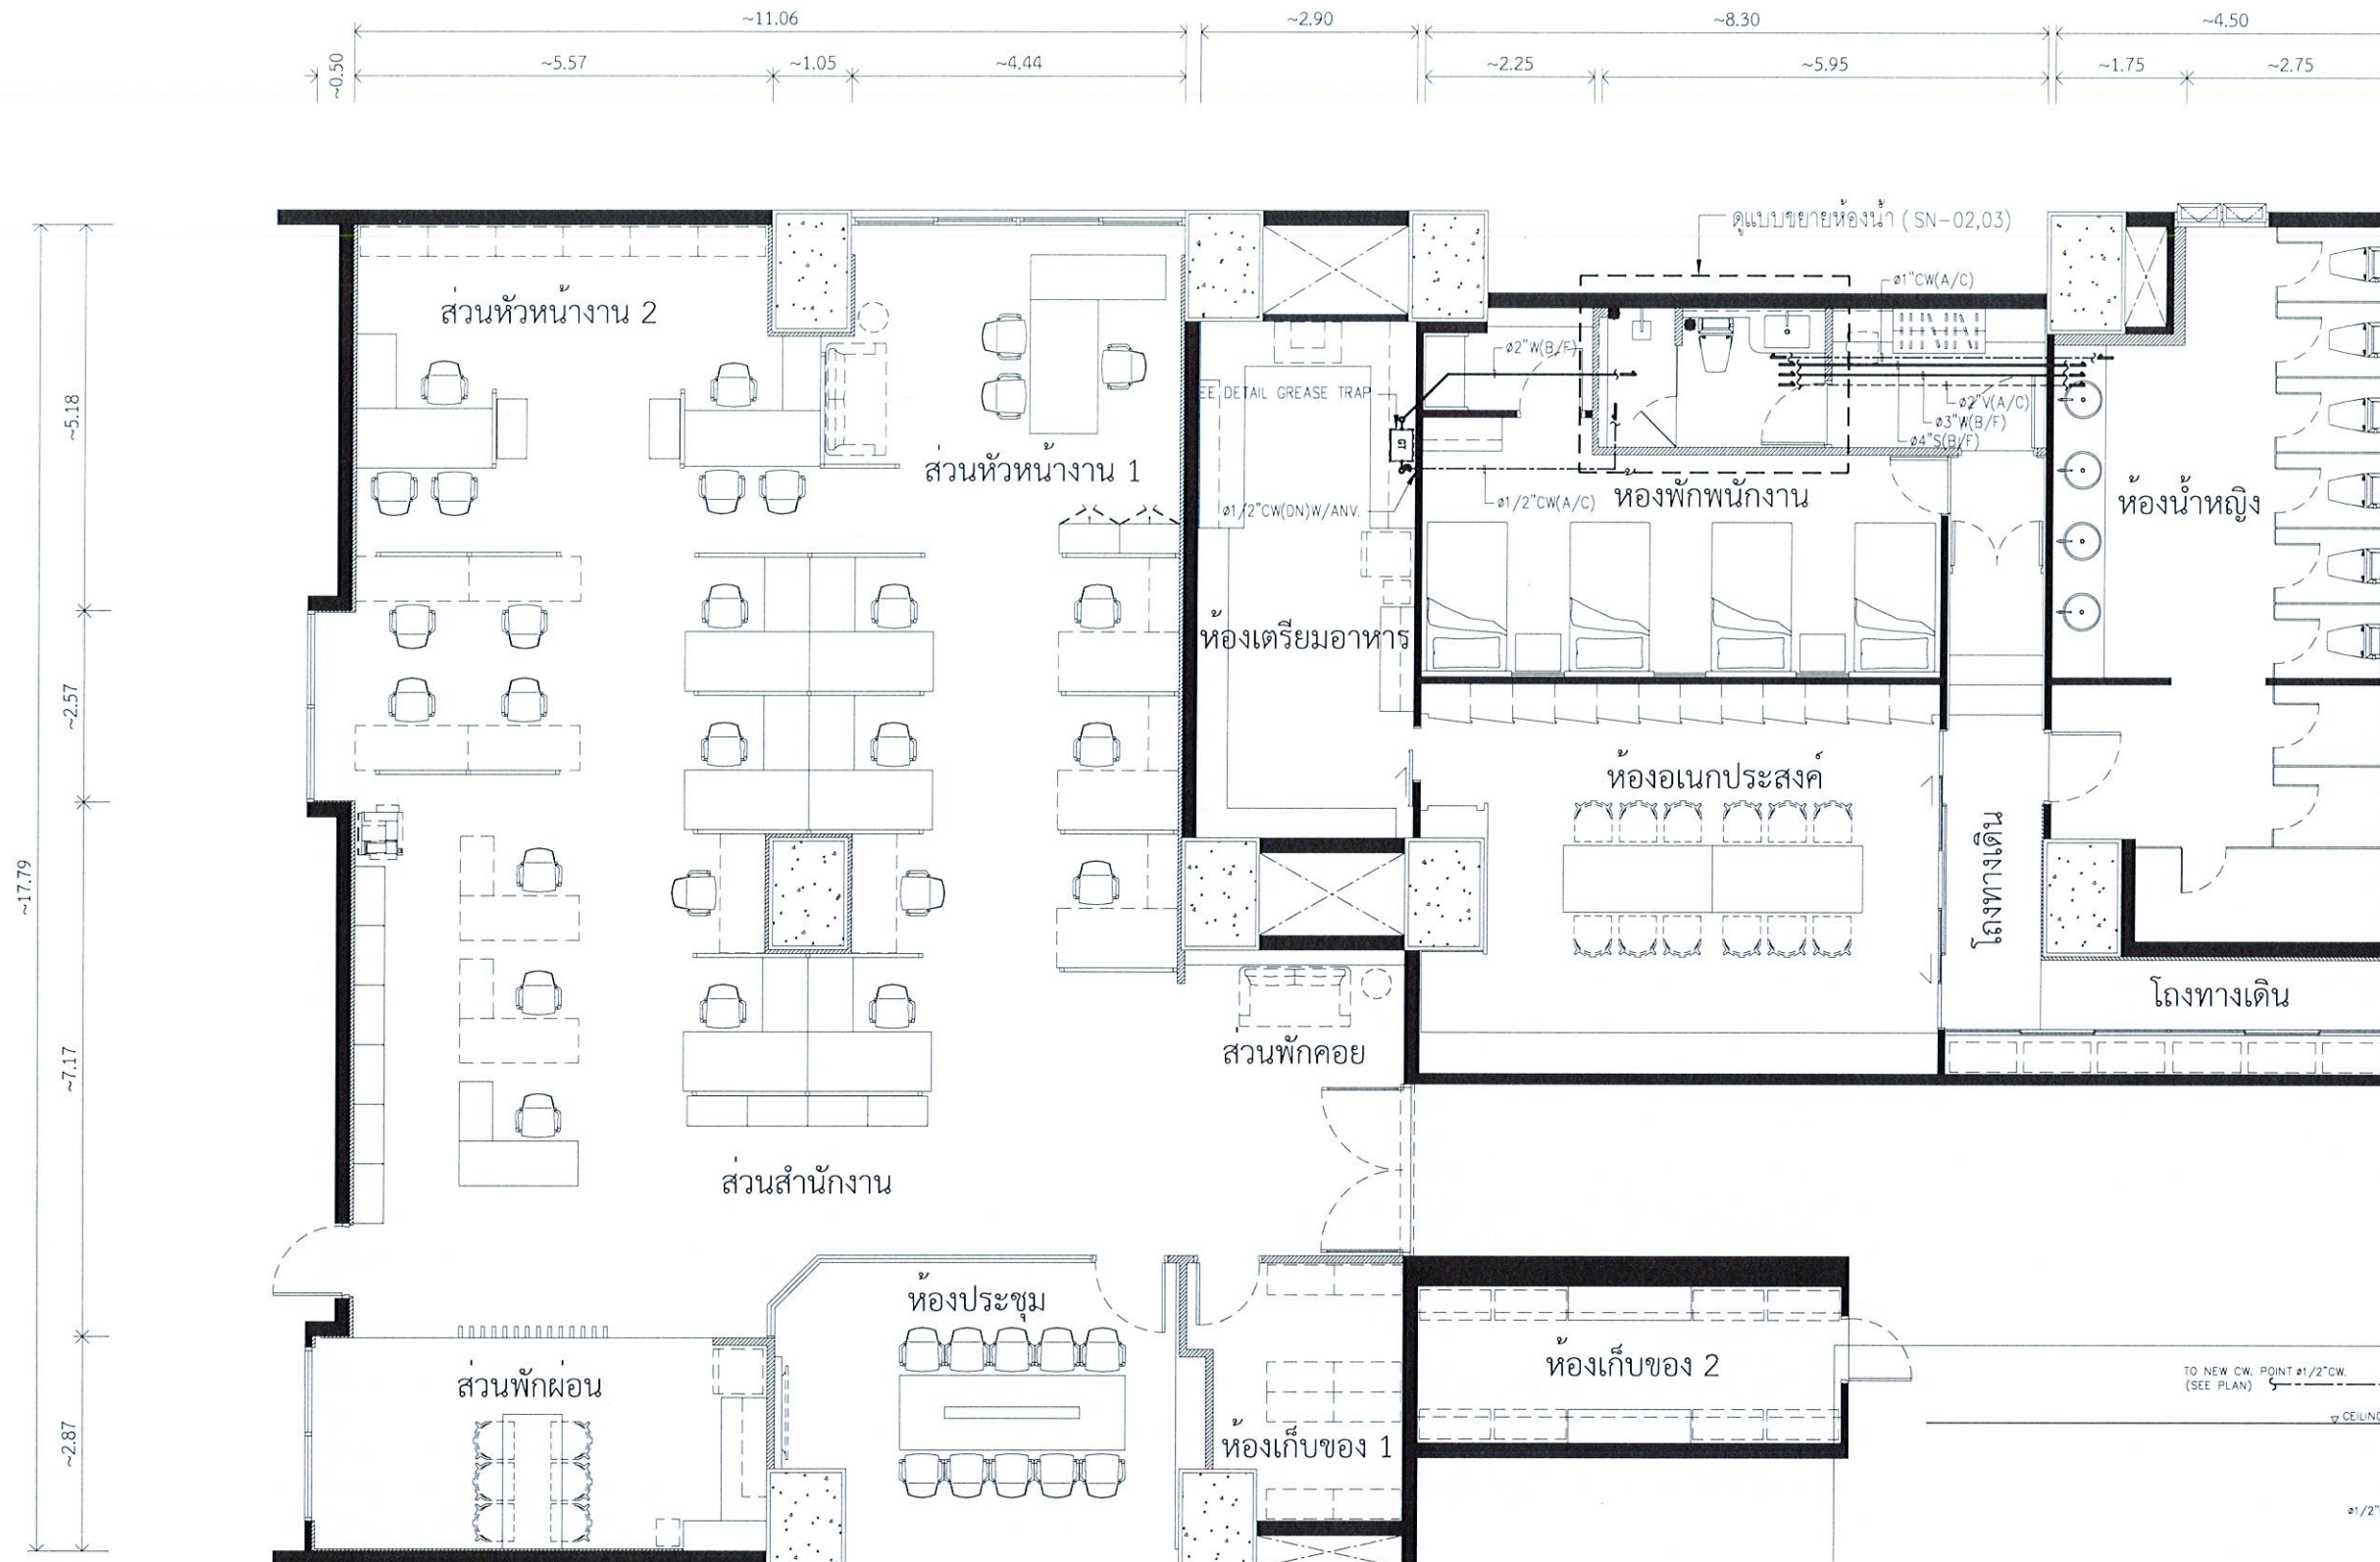 ~11.06
~2.90
~8.30
~4.50
~0.50
~5.57
~1.05
~4.44
~2.25
~5.95
~1.75
~2.75
ดูแบบขยายห้องน้ำ (SN-02,03)
ø1"CW(A/C)
ส่วนหัวหน้างาน 2
ø2"W(B/F)
EE DETAIL GREASE TRAP
ø2"V(A/C)
ø3"W(B/F)
ø4"S(B/F)
~5.18
GT
ส่วนหัวหน้างาน 1
ø1/2"CW(DN)W/ANV.
ø1/2"CW(A/C)
ห้องพักพนักงาน
ห้องน้ำหญิง
ห้องเตรียมอาหาร
~2.57
ห้องอเนกประสงค์
~17.79
โถงทางเดิน
โถงทางเดิน
ส่วนพักคอย
~7.17
ส่วนสำนักงาน
ห้องประชุม
ส่วนพักผ่อน
ห้องเก็บของ 2
TO NEW CW. POINT ø1/2"CW.
(SEE PLAN)
CEILING
~2.87
ห้องเก็บของ 1
ø1/2"